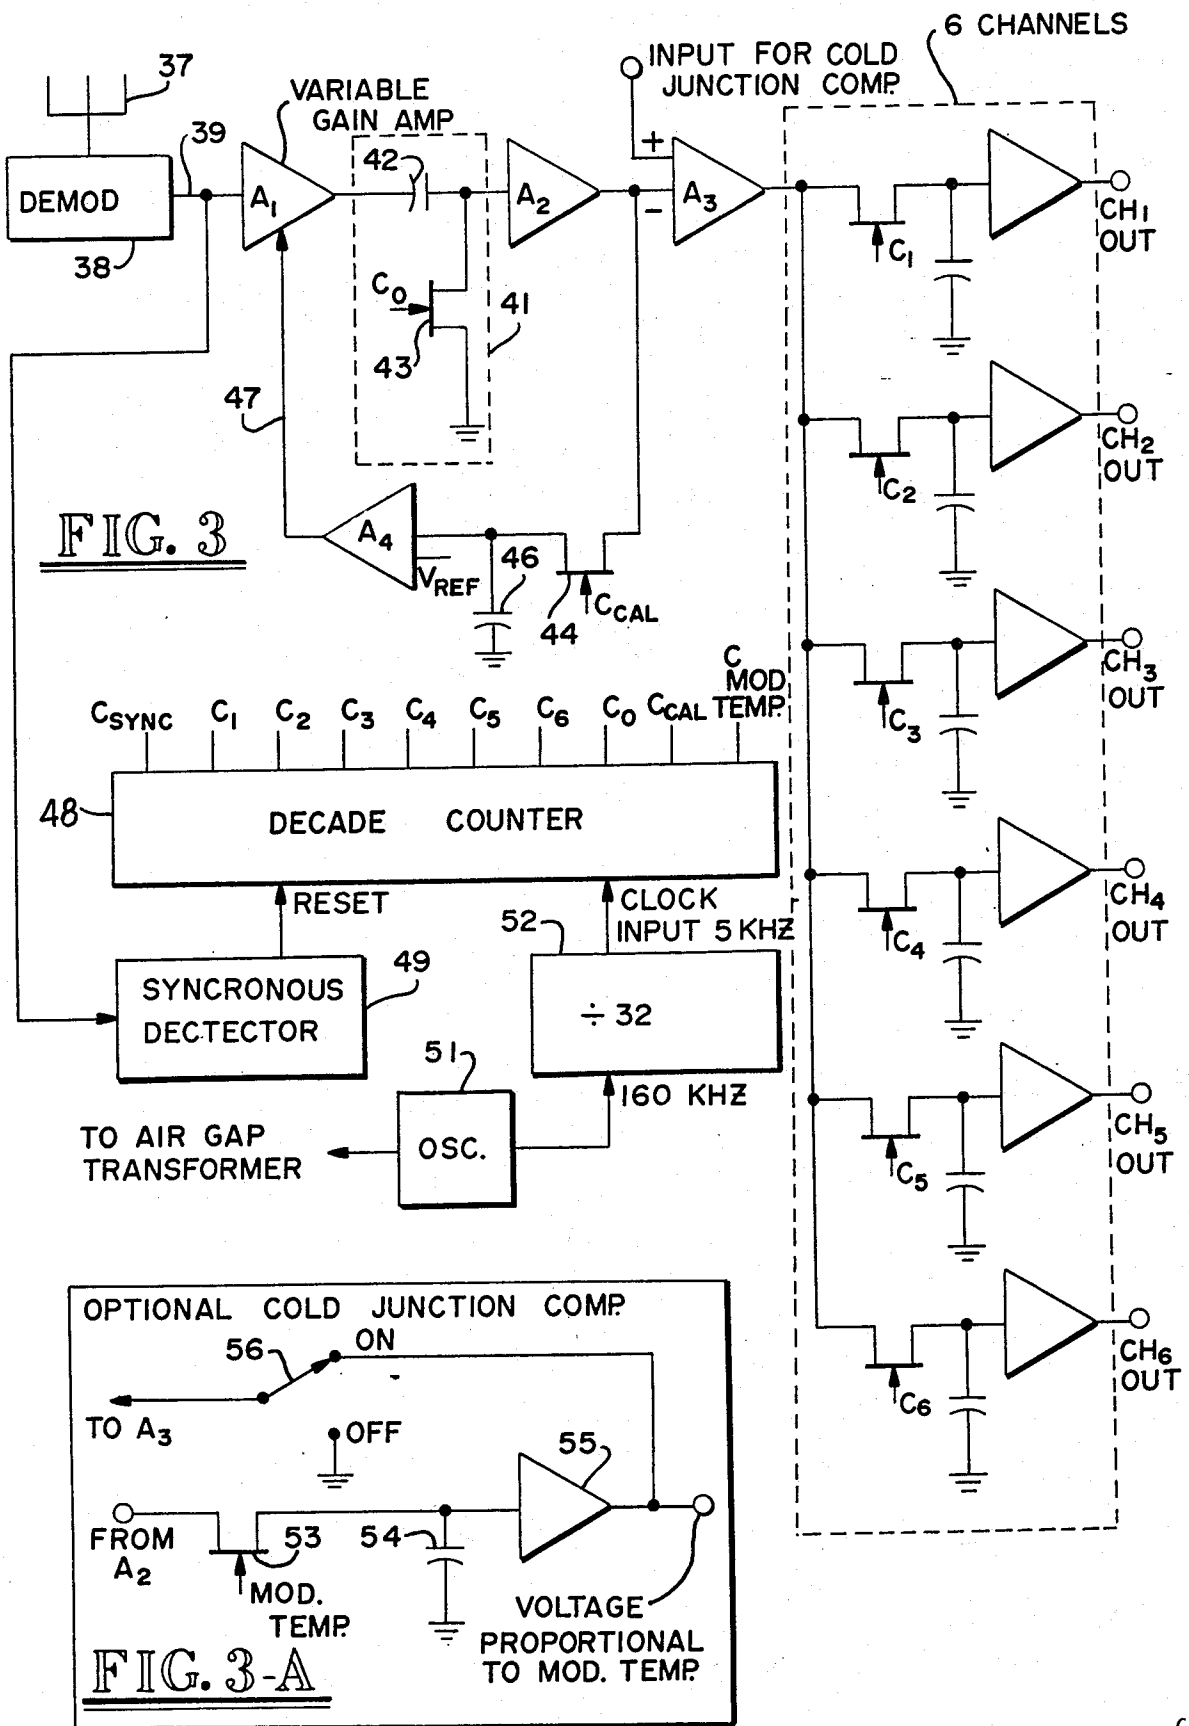 6 CHANNELS
37
INPUT FOR COLD
JUNCTION COMP.
VARIABLE
GAIN AMP
39
42
+
DEMOD
A1
A2
-
A3
CH1
OUT
38
C0
43
41
C1
47
CH2
OUT
C2
FIG. 3
A4
VREF
46
44
CCAL
CH3
OUT
C3
CSYNC
C1
C2
C3
C4
C5
C6
C0
CCAL
C
MOD
TEMP.
48
DECADE COUNTER
RESET
CLOCK
INPUT 5 KHZ
CH4
OUT
C4
49
52
SYNCRONOUS
DECTECTOR
÷ 32
51
160 KHZ
OSC.
TO AIR GAP
TRANSFORMER
CH5
OUT
C5
CH6
OUT
C6
OPTIONAL COLD JUNCTION COMP.
ON
56
TO A3
OFF
55
FROM
A2
53
54
MOD.
TEMP.
VOLTAGE
PROPORTIONAL
TO MOD. TEMP.
FIG. 3-A